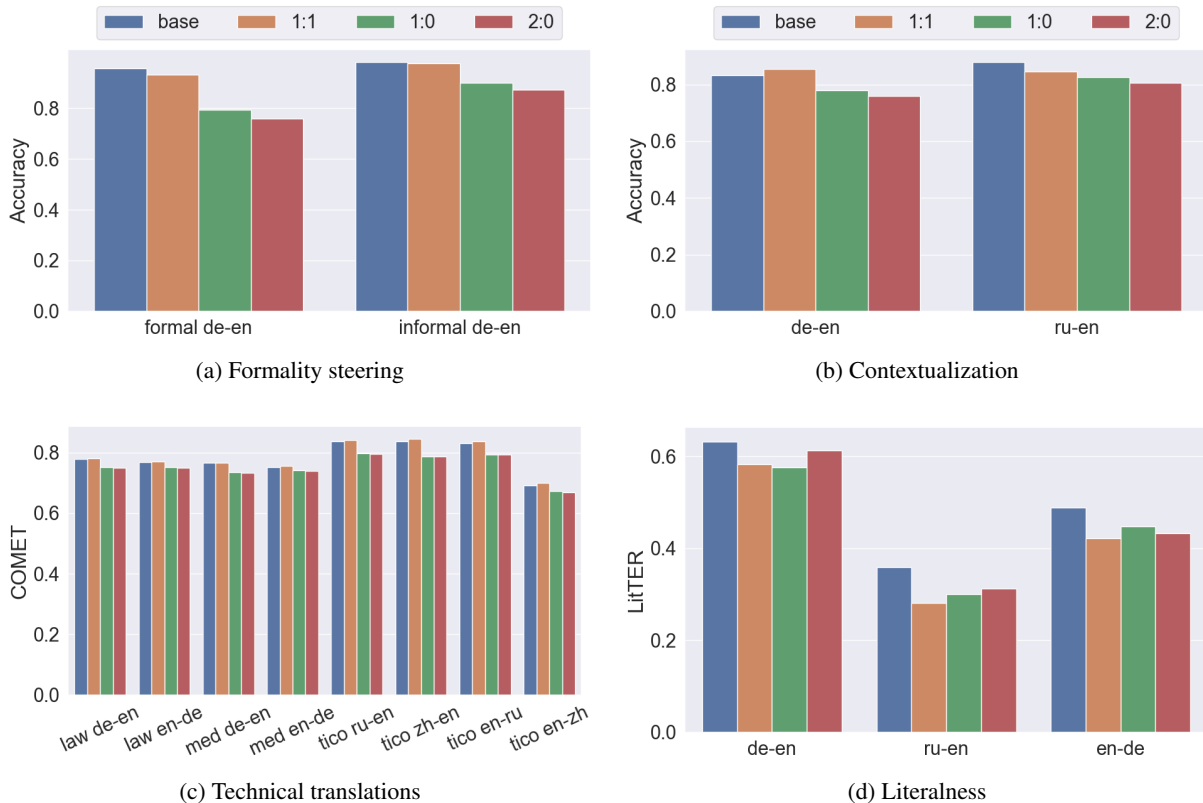 base 1:1 1:0 2:0
Accuracy
0.8
0.6
0.4
0.2
0.0
formal de-en informal de-en
(a) Formality steering
base 1:1 1:0 2:0
Accuracy
0.8
0.6
0.4
0.2
0.0
de-en ru-en
(b) Contextualization
COMET
0.8
0.6
0.4
0.2
0.0
law de-en law en-de med de-en med en-de tico ru-en tico zh-en tico en-ru tico en-zh
(c) Technical translations
LitTER
0.6
0.4
0.2
0.0
de-en ru-en en-de
(d) Literalness